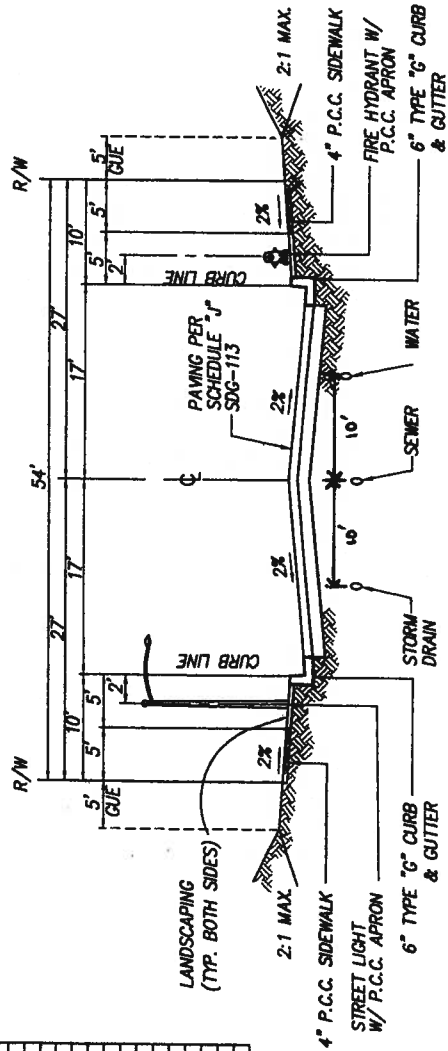 R/W
R/W
54'
27'
27'
10'
17'
17'
10'
5'
GUE
5'
5'
2'
5'
2'
5'
5'
GUE
CURB LINE
℄
CURB LINE
LANDSCAPING
(TYP. BOTH SIDES)
PAVING PER
SCHEDULE "J"
SDG-113
2%
2%
2%
2%
2:1 MAX.
2:1 MAX.
4" P.C.C. SIDEWALK
STREET LIGHT
W/ P.C.C. APRON
6" TYPE "G" CURB
& GUTTER
STORM
DRAIN
10'
SEWER
10'
WATER
4" P.C.C. SIDEWALK
FIRE HYDRANT W/
P.C.C. APRON
6" TYPE "G" CURB
& GUTTER